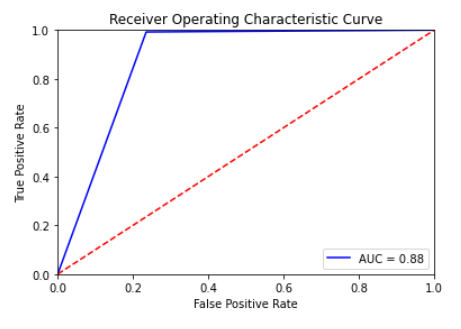 Receiver Operating Characteristic Curve
1.0
0.8
0.6
0.4
0.2
0.0
True Positive Rate
AUC = 0.88
0.0 0.2 0.4 0.6 0.8 1.0
False Positive Rate